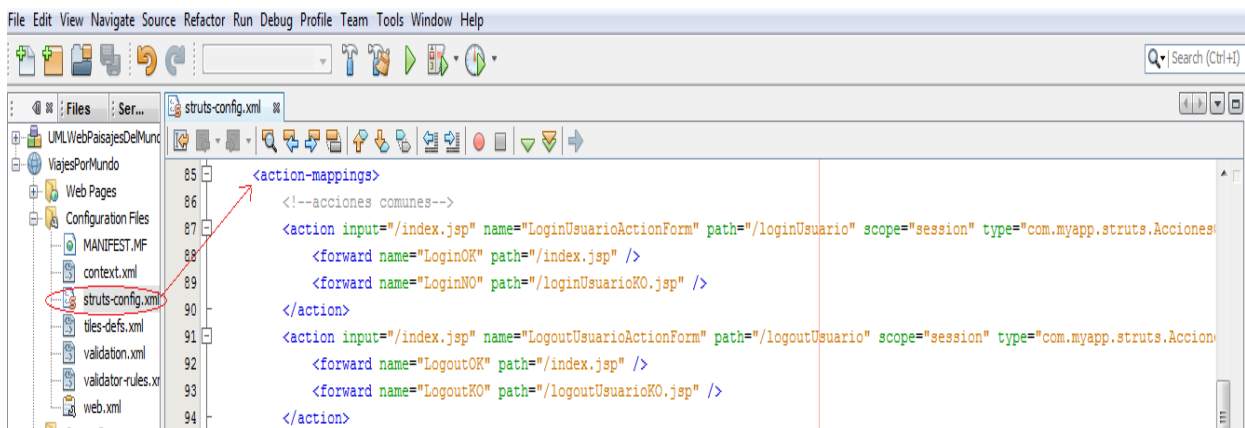 File Edit View Navigate Source Refactor Run Debug Profile Team Tools Window Help
Search (Ctrl+I)
Files Ser... struts-config.xml
UMLWebPaisajesDelMund
ViajesPorMundo
Web Pages
Configuration Files
MANIFEST.MF
context.xml
struts-config.xml
tiles-defs.xml
validation.xml
validator-rules.xr
web.xml
85 <action-mappings>
86 <!--acciones comunes-->
87 <action input="/index.jsp" name="LoginUsuarioActionForm" path="/loginUsuario" scope="session" type="com.myapp.struts.Acciones
88 <forward name="LoginOK" path="/index.jsp" />
89 <forward name="LoginNO" path="/loginUsuarioKO.jsp" />
90 </action>
91 <action input="/index.jsp" name="LogoutUsuarioActionForm" path="/logoutUsuario" scope="session" type="com.myapp.struts.Accion
92 <forward name="LogoutOK" path="/index.jsp" />
93 <forward name="LogoutKO" path="/logoutUsuarioKO.jsp" />
94 </action>